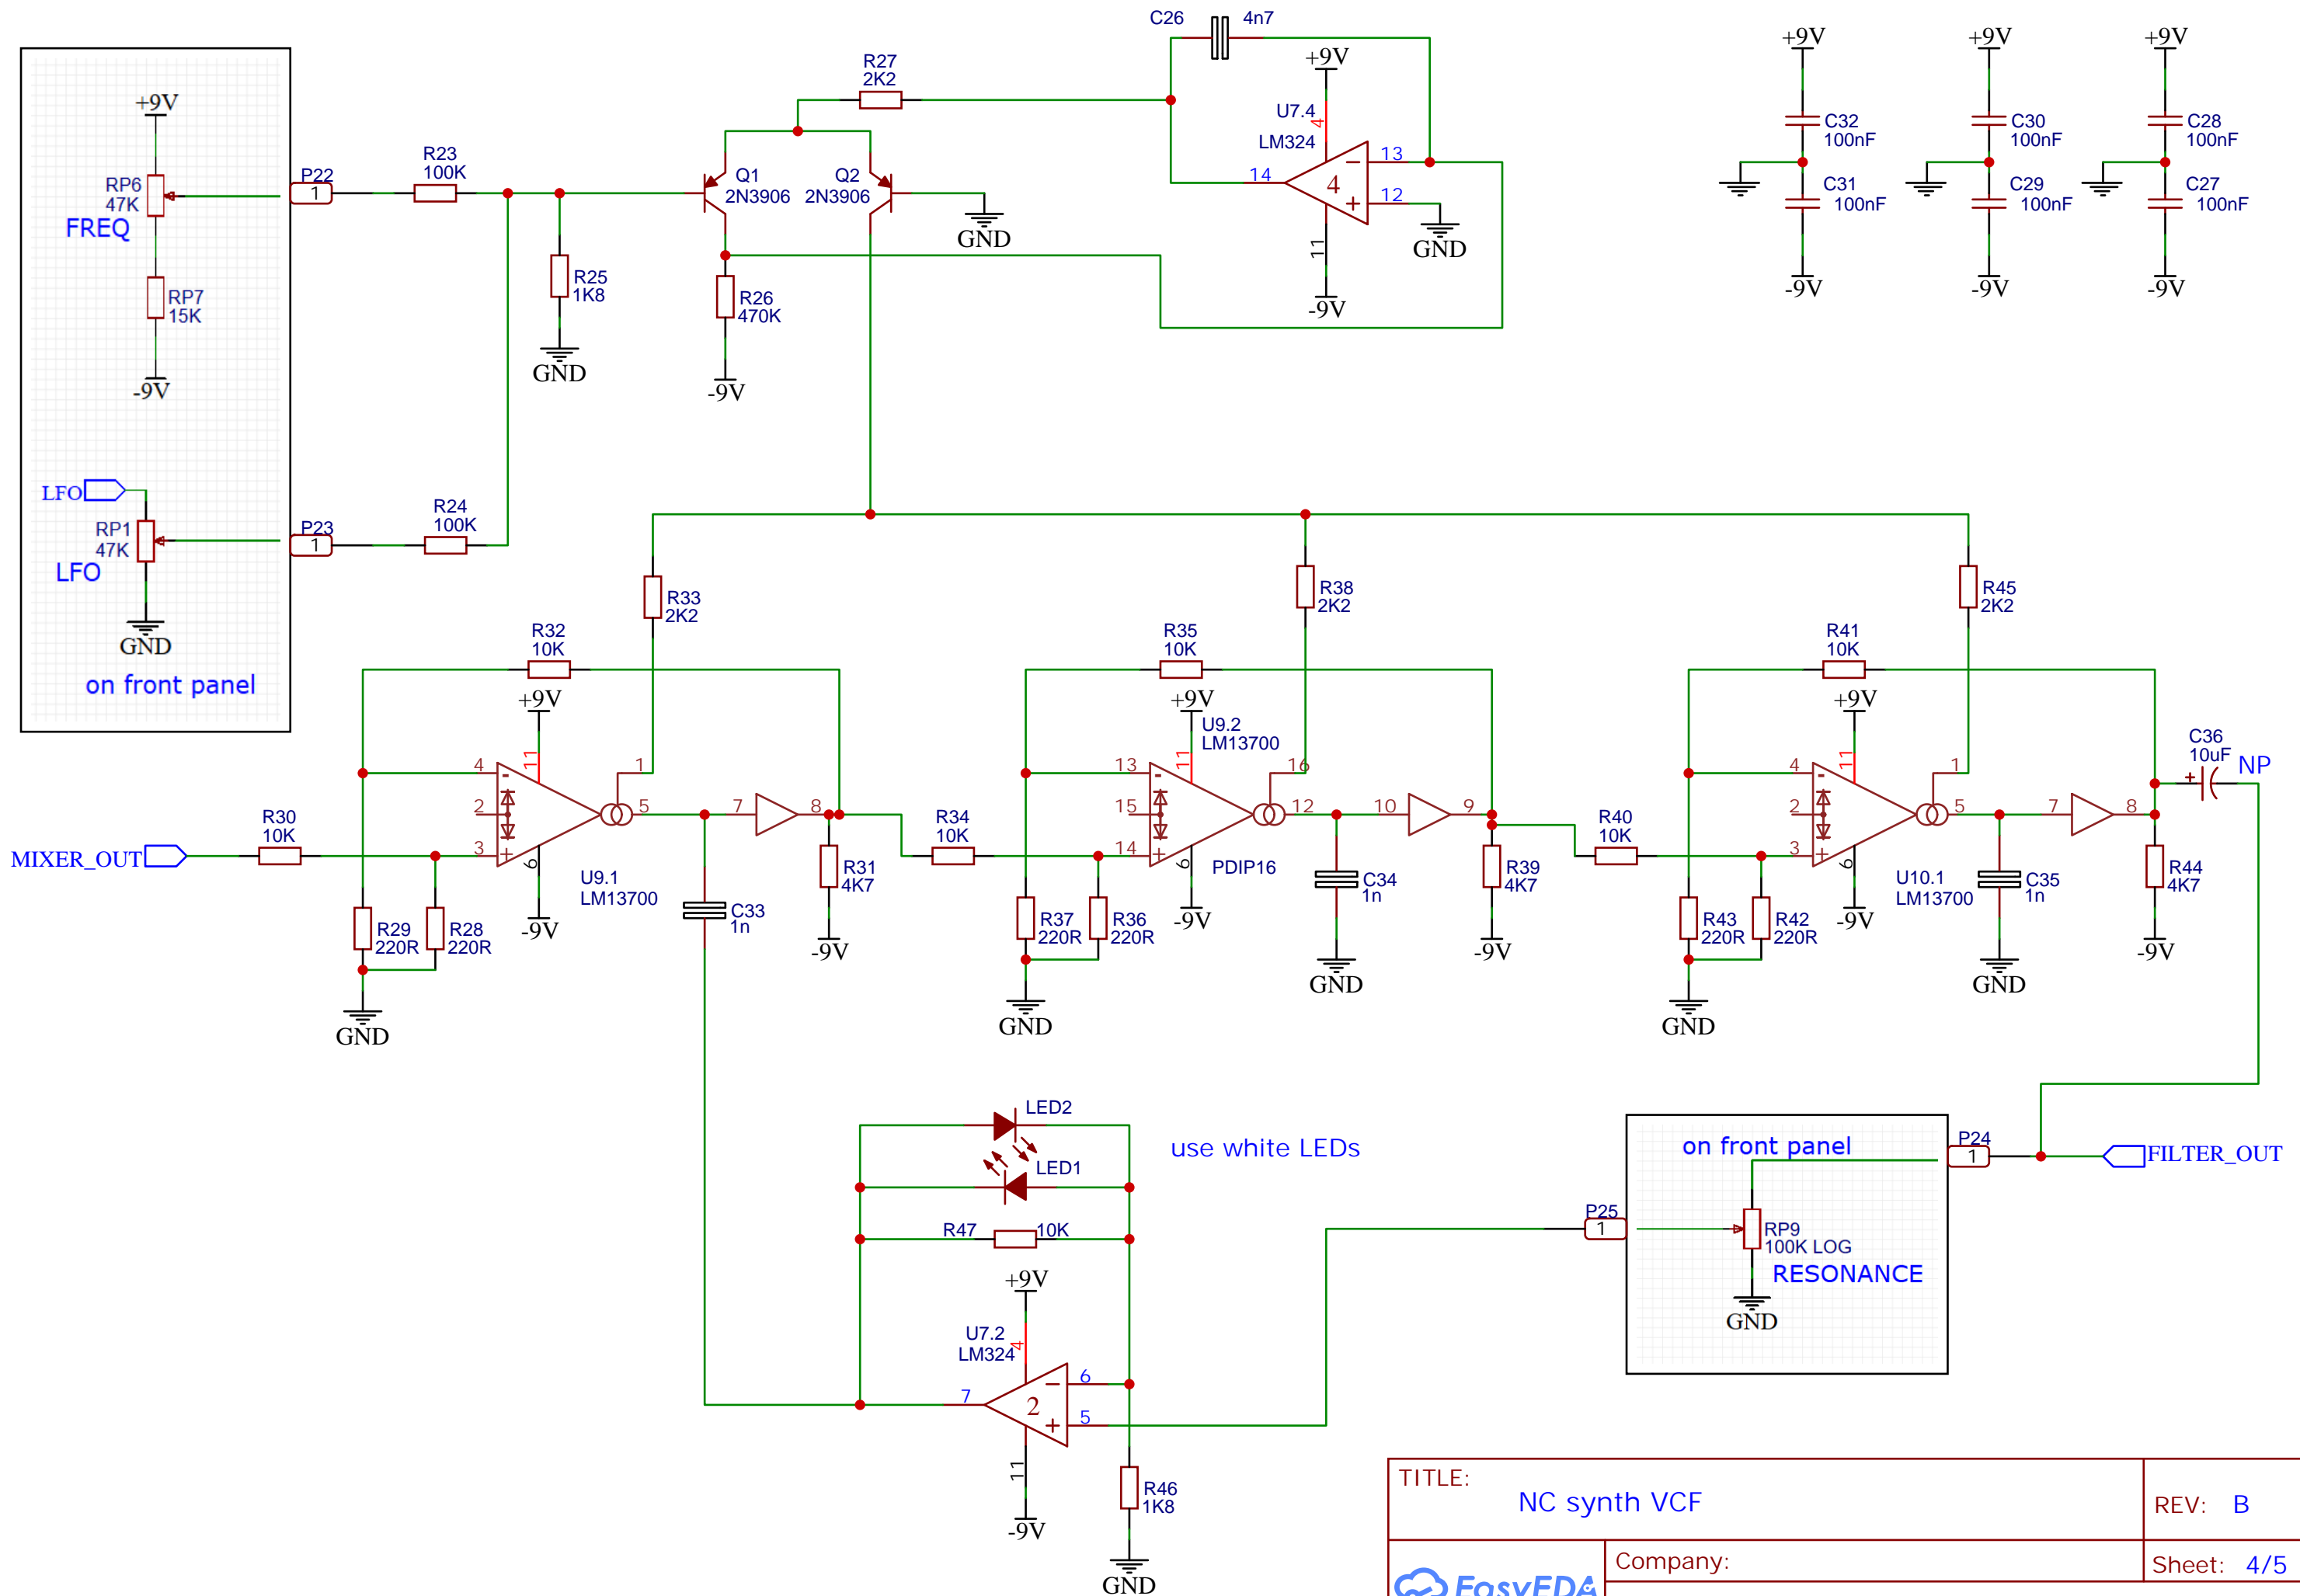 +9V
RP6
47K
FREQ
RP7
15K
-9V
LFO
RP1
47K
LFO
GND
on front panel
P22
1
R23
100K
P23
1
R24
100K
R25
1K8
GND
Q1
2N3906
Q2
2N3906
GND
R26
470K
-9V
R27
2K2
C26
4n7
+9V
U7.4
4
LM324
14
4
13
12
11
-9V
GND
+9V
C32
100nF
C31
100nF
-9V
+9V
C30
100nF
C29
100nF
-9V
+9V
C28
100nF
C27
100nF
-9V
R33
2K2
R38
2K2
R45
2K2
R32
10K
+9V
11
4
2
3
1
5
6
-9V
U9.1
LM13700
7
8
R30
10K
MIXER_OUT
R29
220R
R28
220R
GND
C33
1n
R31
4K7
-9V
R35
10K
+9V
U9.2
LM13700
11
13
15
14
16
12
6
-9V
PDIP16
10
9
R34
10K
R37
220R
R36
220R
GND
C34
1n
GND
R39
4K7
-9V
R41
10K
+9V
11
4
2
3
1
5
6
-9V
U10.1
LM13700
7
8
R40
10K
R43
220R
R42
220R
GND
C35
1n
GND
R44
4K7
-9V
C36
10uF
NP
LED2
LED1
use white LEDs
R47
10K
+9V
U7.2
4
LM324
7
2
6
5
11
-9V
R46
1K8
GND
on front panel
P24
1
FILTER_OUT
P25
1
RP9
100K LOG
RESONANCE
GND
TITLE:
NC synth VCF
REV: B
Company:
Sheet: 4/5
EasyEDA